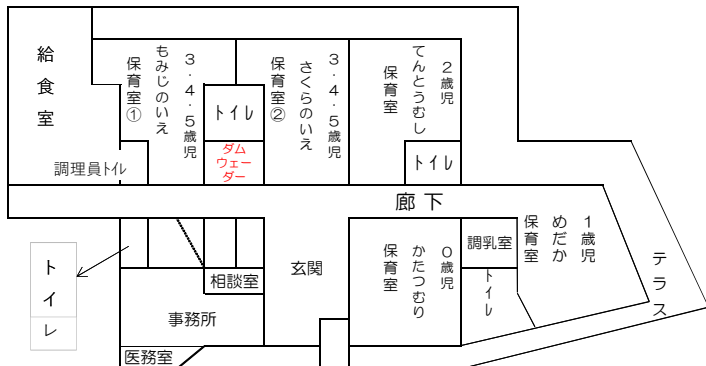 給食室
3・4・5歳児
もみじのいえ
保育室①
トイレ
ダム
ウェー
ダー
3・4・5歳児
さくらのいえ
保育室②
2歳児
てんとうむし
保育室
トイレ
調理員トイレ
廊下
トイレ
相談室
事務所
医務室
玄関
0歳児
かたつむり
保育室
調乳室
トイレ
1歳児
めだか
保育室
テラス